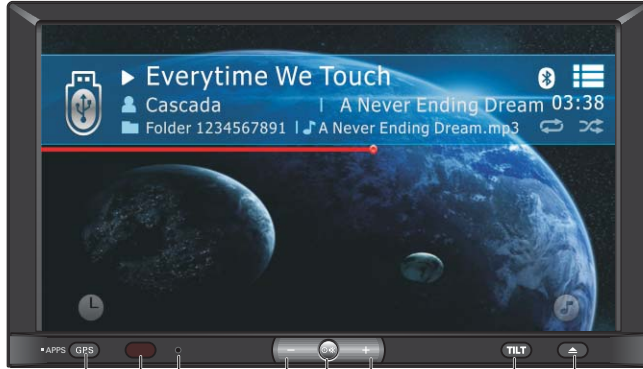 Everytime We Touch
Cascada | A Never Ending Dream 03:38
Folder 1234567891 | A Never Ending Dream.mp3
APPS GPS - + TILT